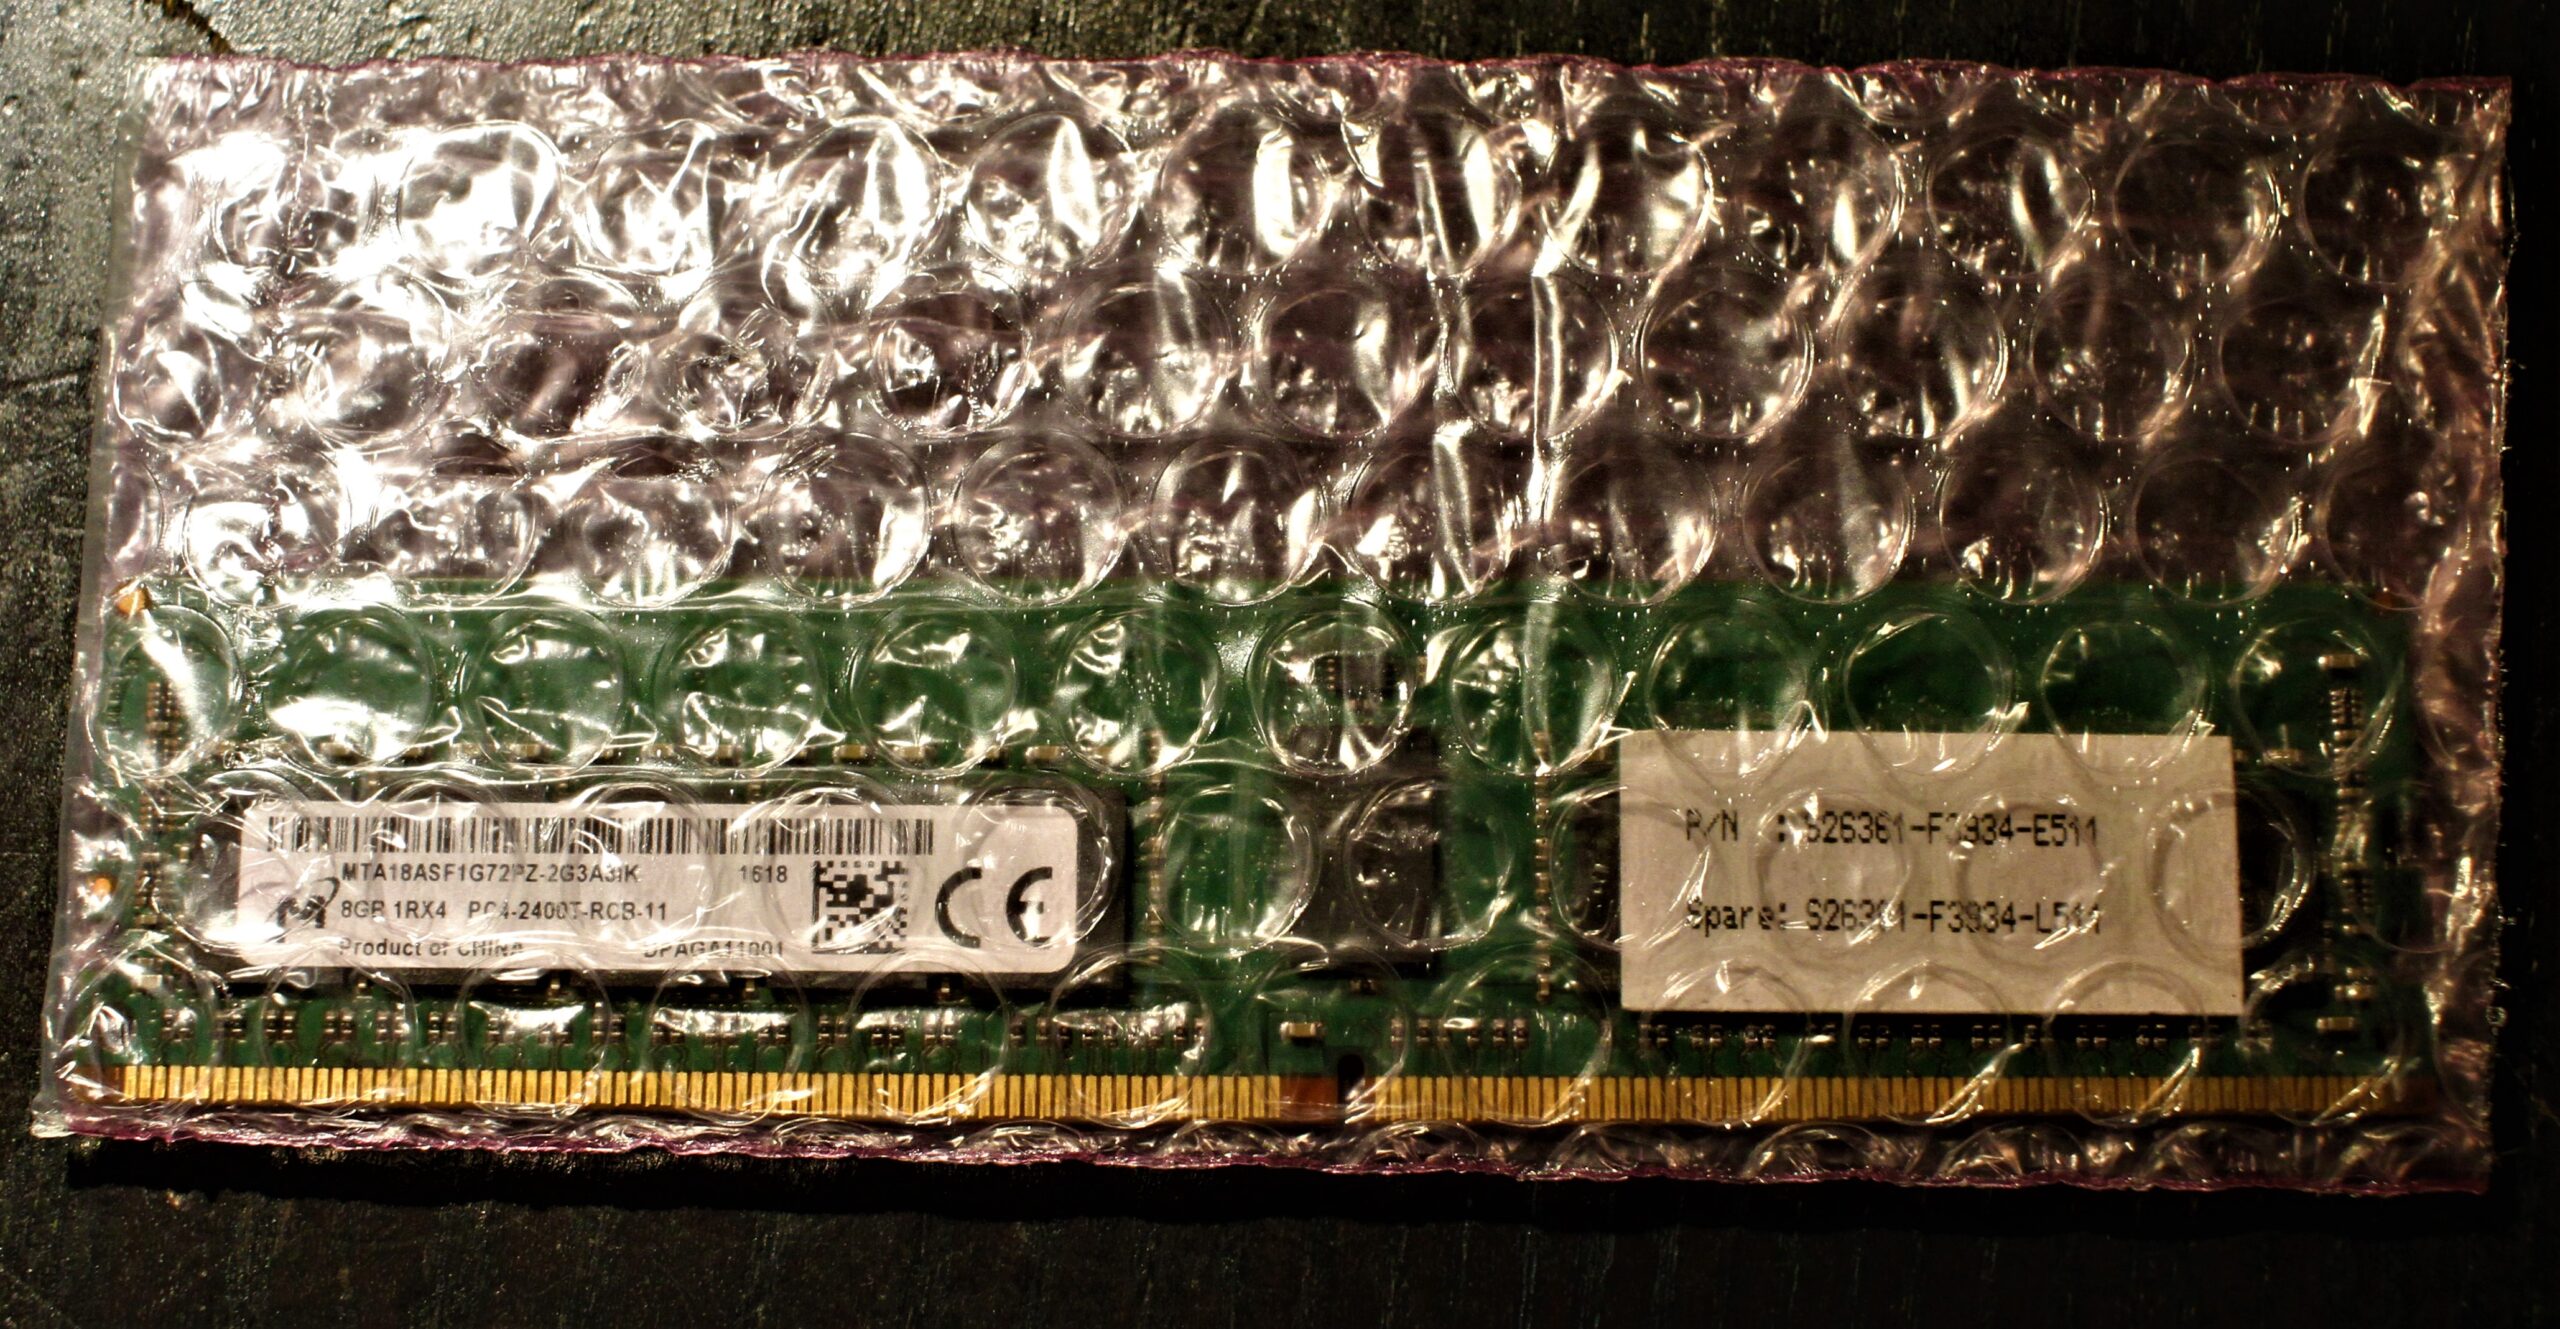 MTA18ASF1G72PZ-2G3A3IK 1618
8GB 1RX4 PC4-2400T-RCB-11
Product of CHINA DPAGA11001
CE
P/N : S26361-F3934-E511
Spare: S26361-F3934-L511